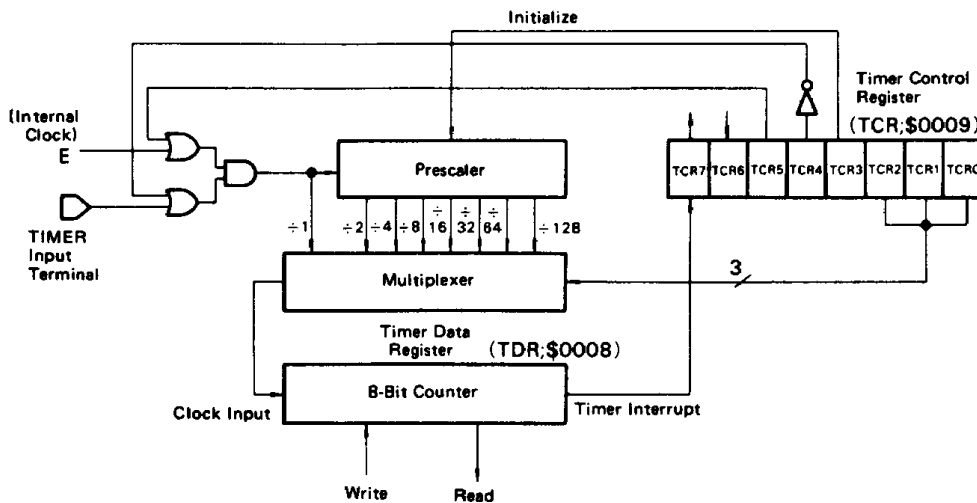 Initialize
Timer Control
Register
(TCR;$0009)
(Internal
Clock)
E
TCR7 TCR6 TCR5 TCR4 TCR3 TCR2 TCR1 TCR0
Prescaler
÷1 ÷2 ÷4 ÷8 ÷16 ÷32 ÷64 ÷128
TIMER
Input
Terminal
Multiplexer
3
Timer Data
Register (TDR;$0008)
8-Bit Counter
Clock Input
Timer Interrupt
Write
Read